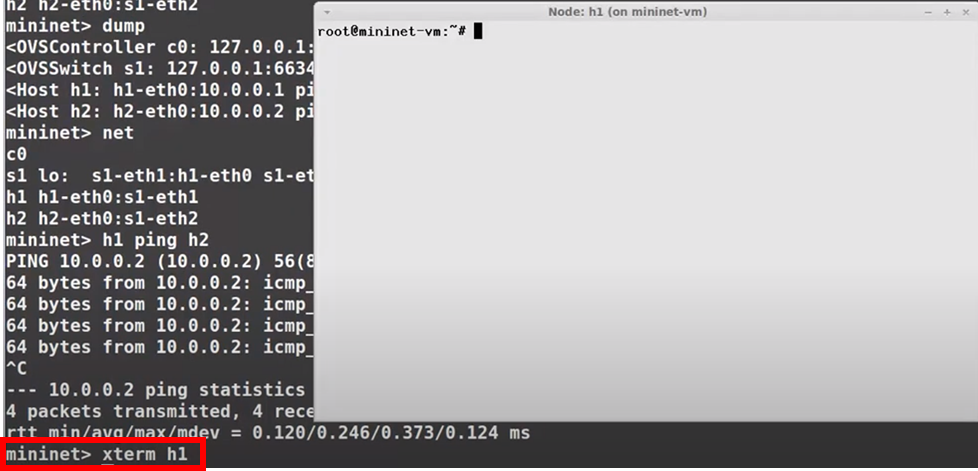 h2 h2-eth0:s1-eth2
mininet> dump
<OVSController c0: 127.0.0.1:
<OVSSwitch s1: 127.0.0.1:6634
<Host h1: h1-eth0:10.0.0.1 pi
<Host h2: h2-eth0:10.0.0.2 pi
mininet> net
c0
s1 lo:  s1-eth1:h1-eth0 s1-et
h1 h1-eth0:s1-eth1
h2 h2-eth0:s1-eth2
mininet> h1 ping h2
PING 10.0.0.2 (10.0.0.2) 56(8
64 bytes from 10.0.0.2: icmp_
64 bytes from 10.0.0.2: icmp_
64 bytes from 10.0.0.2: icmp_
64 bytes from 10.0.0.2: icmp_
^C
--- 10.0.0.2 ping statistics
4 packets transmitted, 4 rece
rtt min/avg/max/mdev = 0.120/0.246/0.373/0.124 ms
mininet> xterm h1
Node: h1 (on mininet-vm)
root@mininet-vm:~#